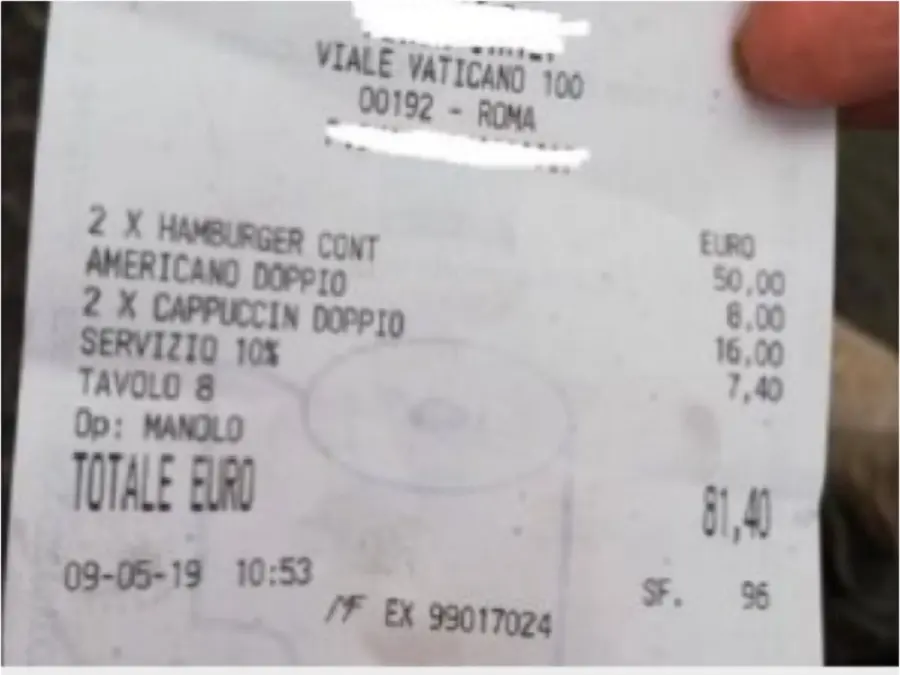 VIALE VATICANO 100
00192 - ROMA
EURO
2 X HAMBURGER CONT 50,00
AMERICANO DOPPIO 8,00
2 X CAPPUCCIN DOPPIO 16,00
SERVIZIO 10% 7,40
TAVOLO 8
Op: MANOLO
TOTALE EURO 81,40
09-05-19 10:53 SF. 96
MF EX 99017024